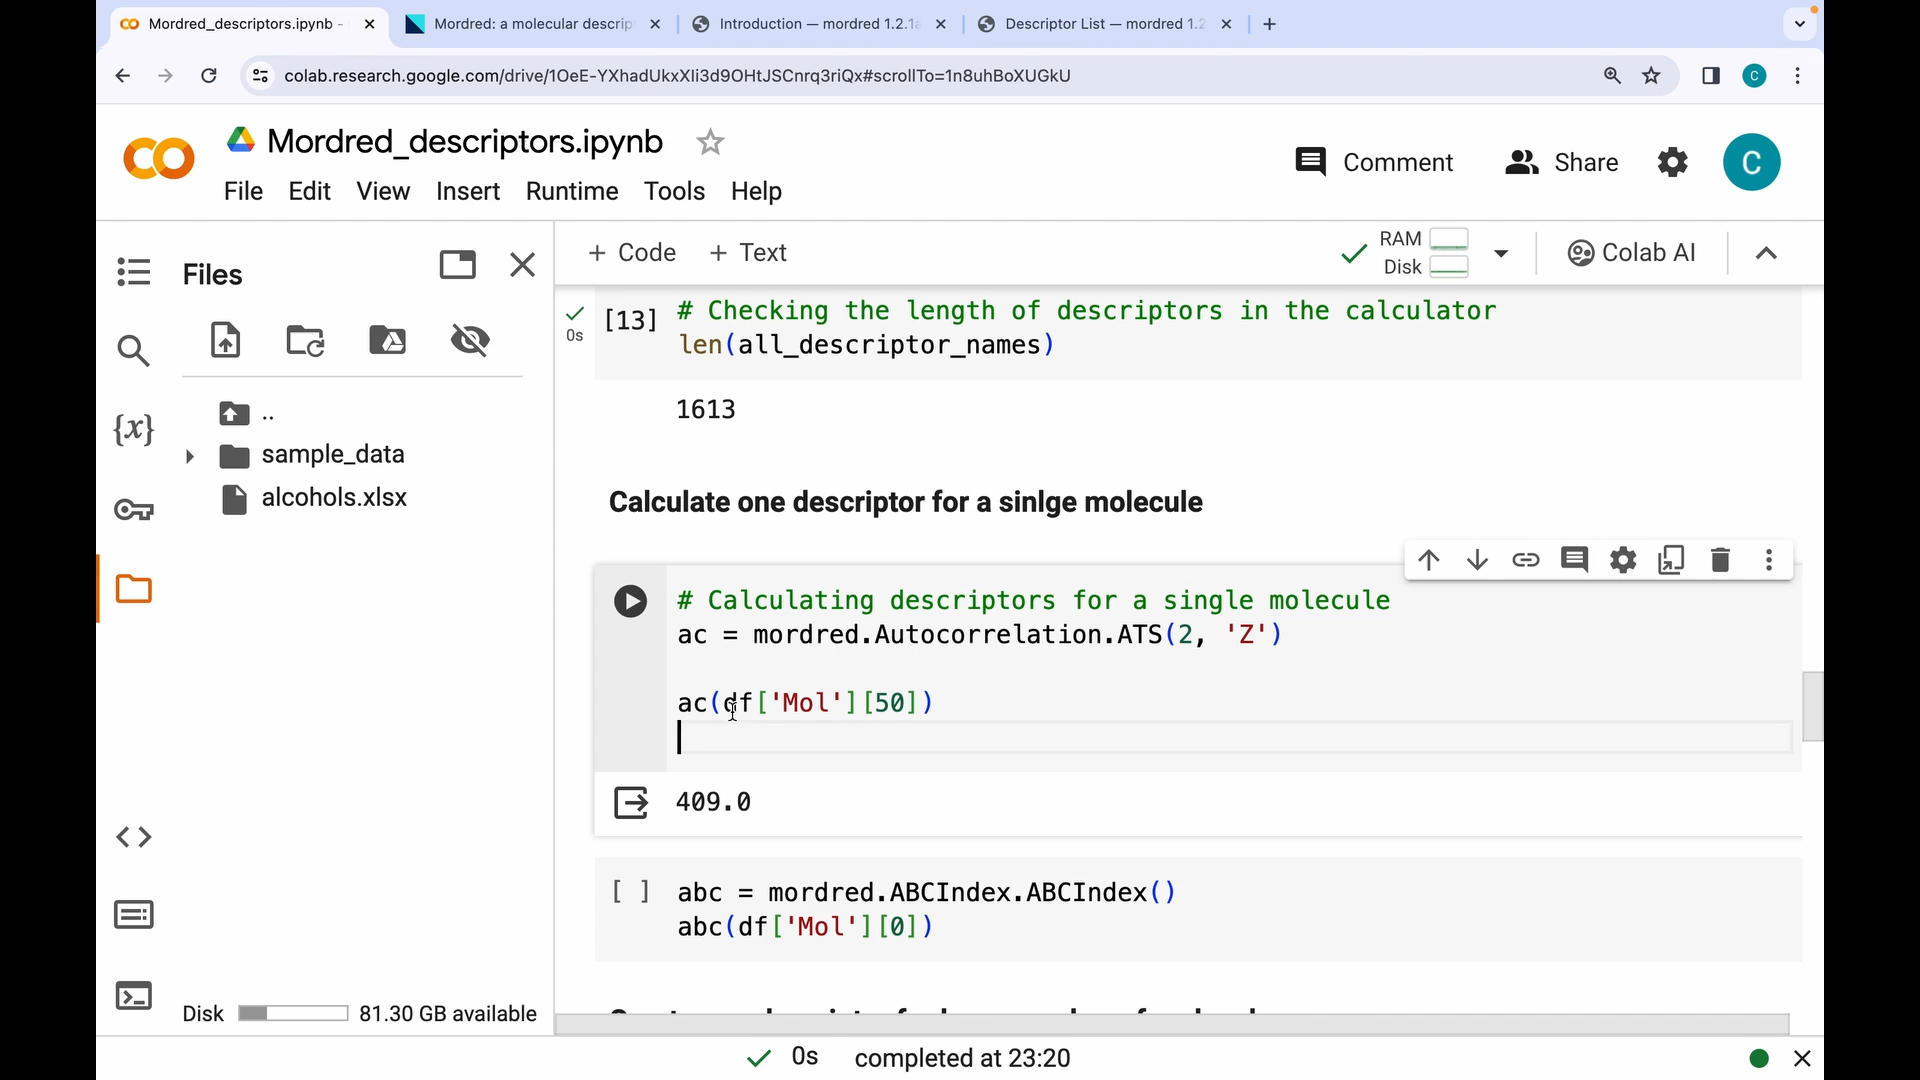 Mordred_descriptors.ipynb -
Mordred: a molecular descrip
Introduction — mordred 1.2.1a
Descriptor List — mordred 1.2
colab.research.google.com/drive/1OeE-YXhadUkxXIi3d9OHtJSCnrq3riQx#scrollTo=1n8uhBoXUGkU
C
CO
Mordred_descriptors.ipynb
Comment
Share
C
File Edit View Insert Runtime Tools Help
Files
+ Code + Text
RAM
Disk
Colab AI
..
sample_data
alcohols.xlsx
{x}
Disk
81.30 GB available
0s
[13]
# Checking the length of descriptors in the calculator
len(all_descriptor_names)
1613
Calculate one descriptor for a sinlge molecule
# Calculating descriptors for a single molecule
ac = mordred.Autocorrelation.ATS(2, 'Z')
ac(df['Mol'][50])
409.0
[ ]
abc = mordred.ABCIndex.ABCIndex()
abc(df['Mol'][0])
0s completed at 23:20